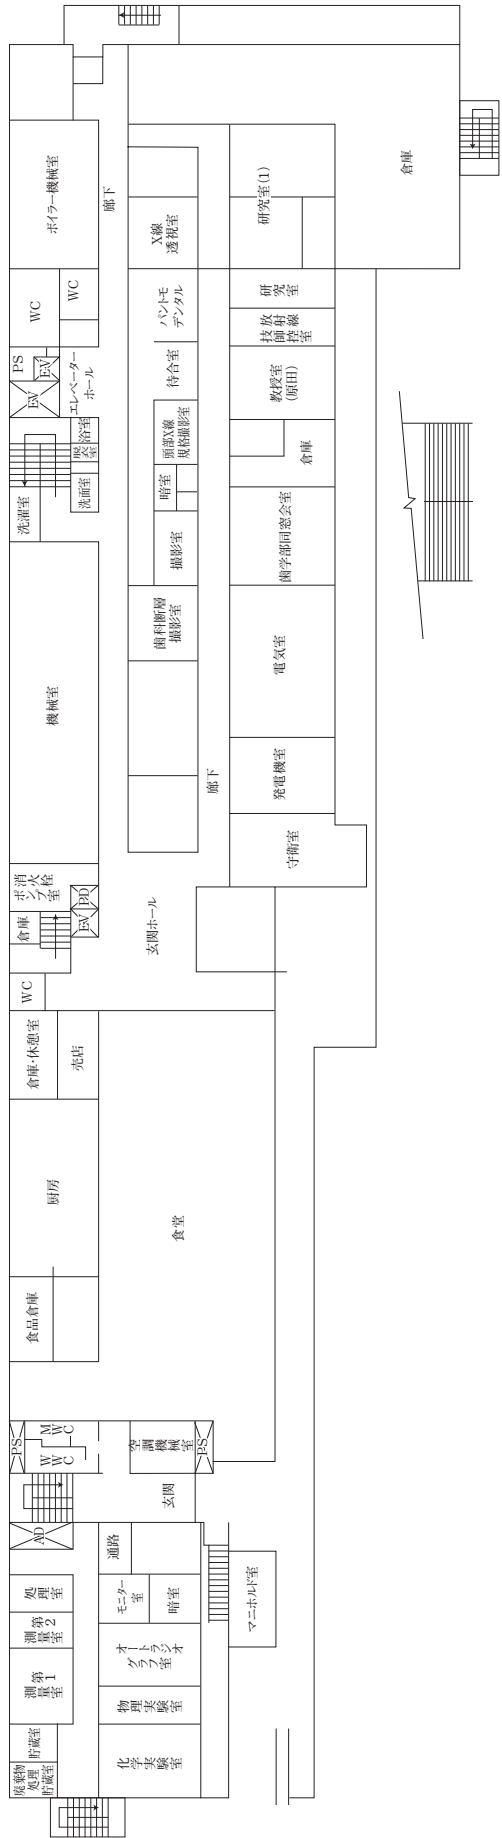 ボイラー機械室
廊下
X線
透視室
研究室(1)
倉庫
WC
WC
PS
EV
EV
エレベーター
ホール
パントモ
デンタル
待合室
研究室
技師控室
放射線
教授室
(原田)
倉庫
浴室
脱衣室
洗面室
洗濯室
頭部X線
規格撮影室
暗室
撮影室
歯学部同窓会室
歯科断層
撮影室
電気室
機械室
発電機室
廊下
守衛室
消火栓
ポンプ室
PD
EV
倉庫
玄関ホール
WC
倉庫・休憩室
売店
厨房
食堂
食品倉庫
PS
M
WC
W
WC
空調機械室
PS
玄関
AD
通路
処理室
モニター
室
暗室
マニホルド室
第2
測量室
オートラジオ
グラフ室
第1
測量室
物理実験室
貯蔵室
化学実験室
廃棄物
処理
貯蔵室